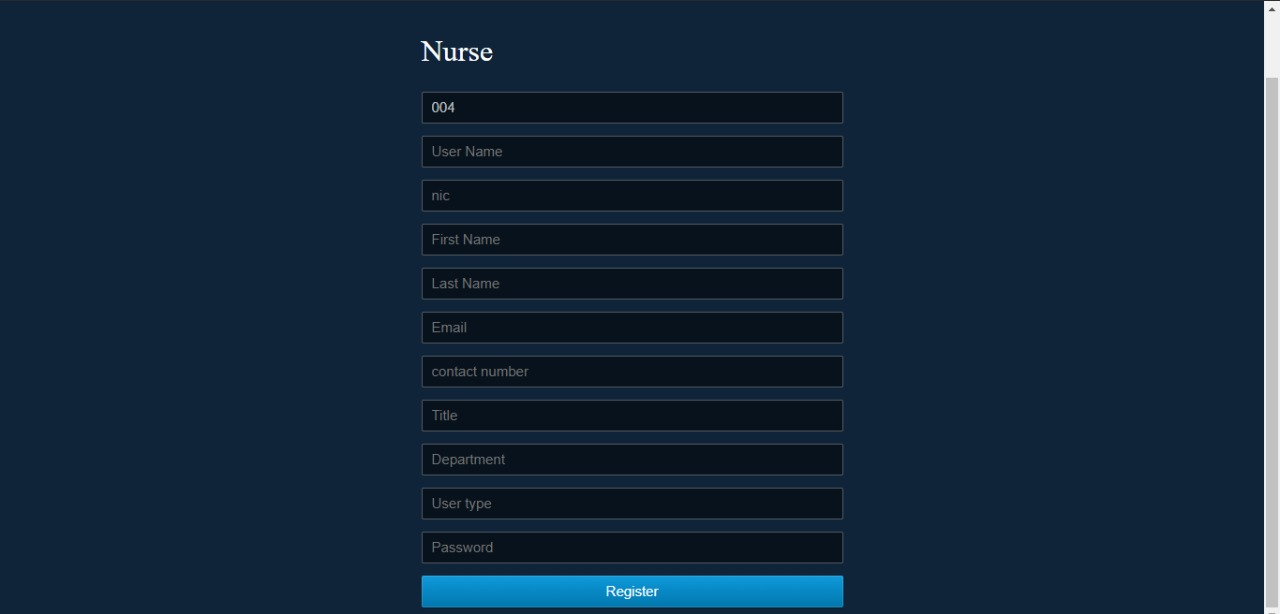 Nurse
004
User Name
nic
First Name
Last Name
Email
contact number
Title
Department
User type
Password
Register